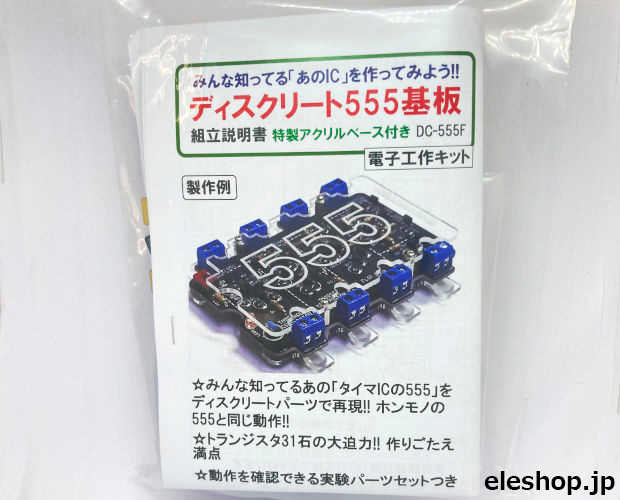 みんな知ってる「あのIC」を作ってみよう!!
ディスクリート555基板
組立説明書 特製アクリルベース付き DC-555F
電子工作キット
製作例
555
☆みんな知ってるあの「タイマICの555」を
ディスクリートパーツで再現!! ホンモノの
555と同じ動作!!
☆トランジスタ31石の大迫力!! 作りごたえ
満点
☆動作を確認できる実験パーツセットつき
eleshop.jp